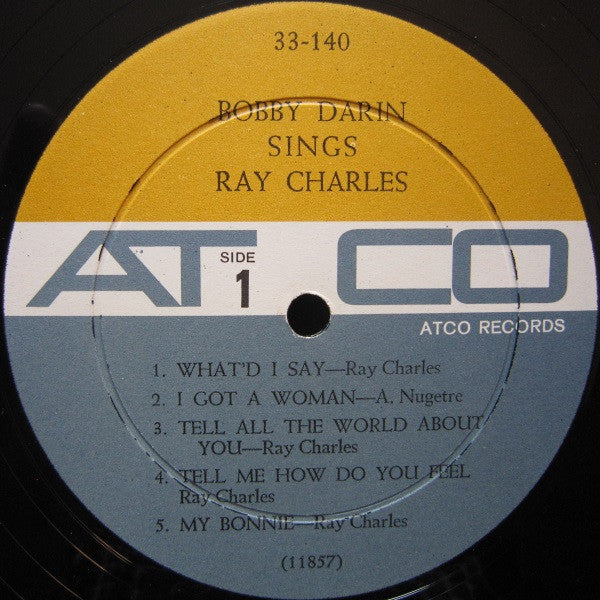 33-140
BOBBY DARIN
SINGS
RAY CHARLES
ATCO
SIDE
1
ATCO RECORDS
1. WHAT'D I SAY—Ray Charles
2. I GOT A WOMAN—A. Nugetre
3. TELL ALL THE WORLD ABOUT
YOU—Ray Charles
4. TELL ME HOW DO YOU FEEL
Ray Charles
5. MY BONNIE—Ray Charles
(11857)